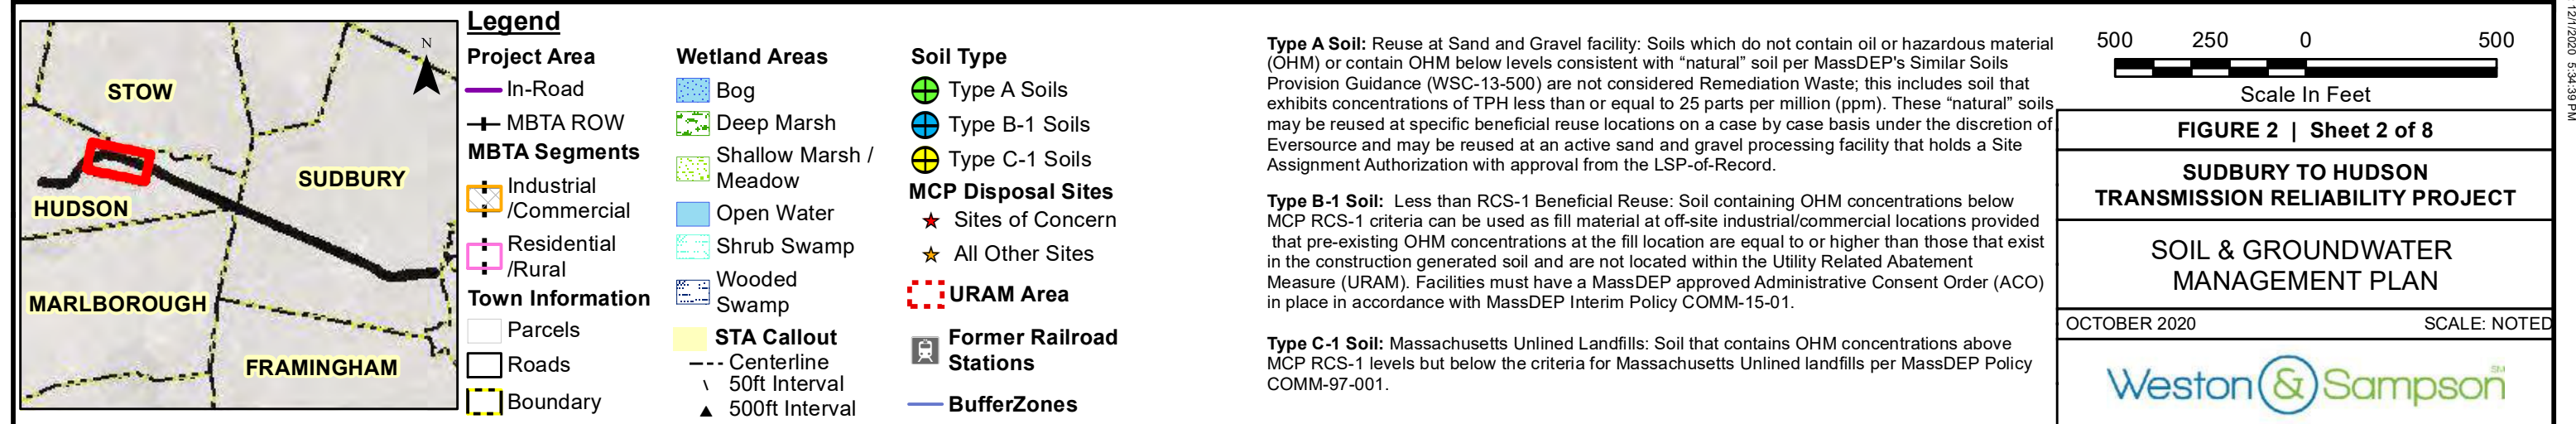 N
STOW
SUDBURY
HUDSON
MARLBOROUGH
FRAMINGHAM
Legend
Project Area
In-Road
MBTA ROW
MBTA Segments
Industrial
/Commercial
Residential
/Rural
Town Information
Parcels
Roads
Boundary
Wetland Areas
Bog
Deep Marsh
Shallow Marsh /
Meadow
Open Water
Shrub Swamp
Wooded
Swamp
STA Callout
Centerline
50ft Interval
500ft Interval
Soil Type
Type A Soils
Type B-1 Soils
Type C-1 Soils
MCP Disposal Sites
Sites of Concern
All Other Sites
URAM Area
Former Railroad
Stations
BufferZones
Type A Soil: Reuse at Sand and Gravel facility: Soils which do not contain oil or hazardous material
(OHM) or contain OHM below levels consistent with “natural” soil per MassDEP's Similar Soils
Provision Guidance (WSC-13-500) are not considered Remediation Waste; this includes soil that
exhibits concentrations of TPH less than or equal to 25 parts per million (ppm). These “natural” soils
may be reused at specific beneficial reuse locations on a case by case basis under the discretion of
Eversource and may be reused at an active sand and gravel processing facility that holds a Site
Assignment Authorization with approval from the LSP-of-Record.
Type B-1 Soil: Less than RCS-1 Beneficial Reuse: Soil containing OHM concentrations below
MCP RCS-1 criteria can be used as fill material at off-site industrial/commercial locations provided
that pre-existing OHM concentrations at the fill location are equal to or higher than those that exist
in the construction generated soil and are not located within the Utility Related Abatement
Measure (URAM). Facilities must have a MassDEP approved Administrative Consent Order (ACO)
in place in accordance with MassDEP Interim Policy COMM-15-01.
Type C-1 Soil: Massachusetts Unlined Landfills: Soil that contains OHM concentrations above
MCP RCS-1 levels but below the criteria for Massachusetts Unlined landfills per MassDEP Policy
COMM-97-001.
500 250 0 500
Scale In Feet
FIGURE 2 | Sheet 2 of 8
SUDBURY TO HUDSON
TRANSMISSION RELIABILITY PROJECT
SOIL & GROUNDWATER
MANAGEMENT PLAN
OCTOBER 2020 SCALE: NOTED
Weston & Sampson SM
12/1/2020 5:34:39 PM